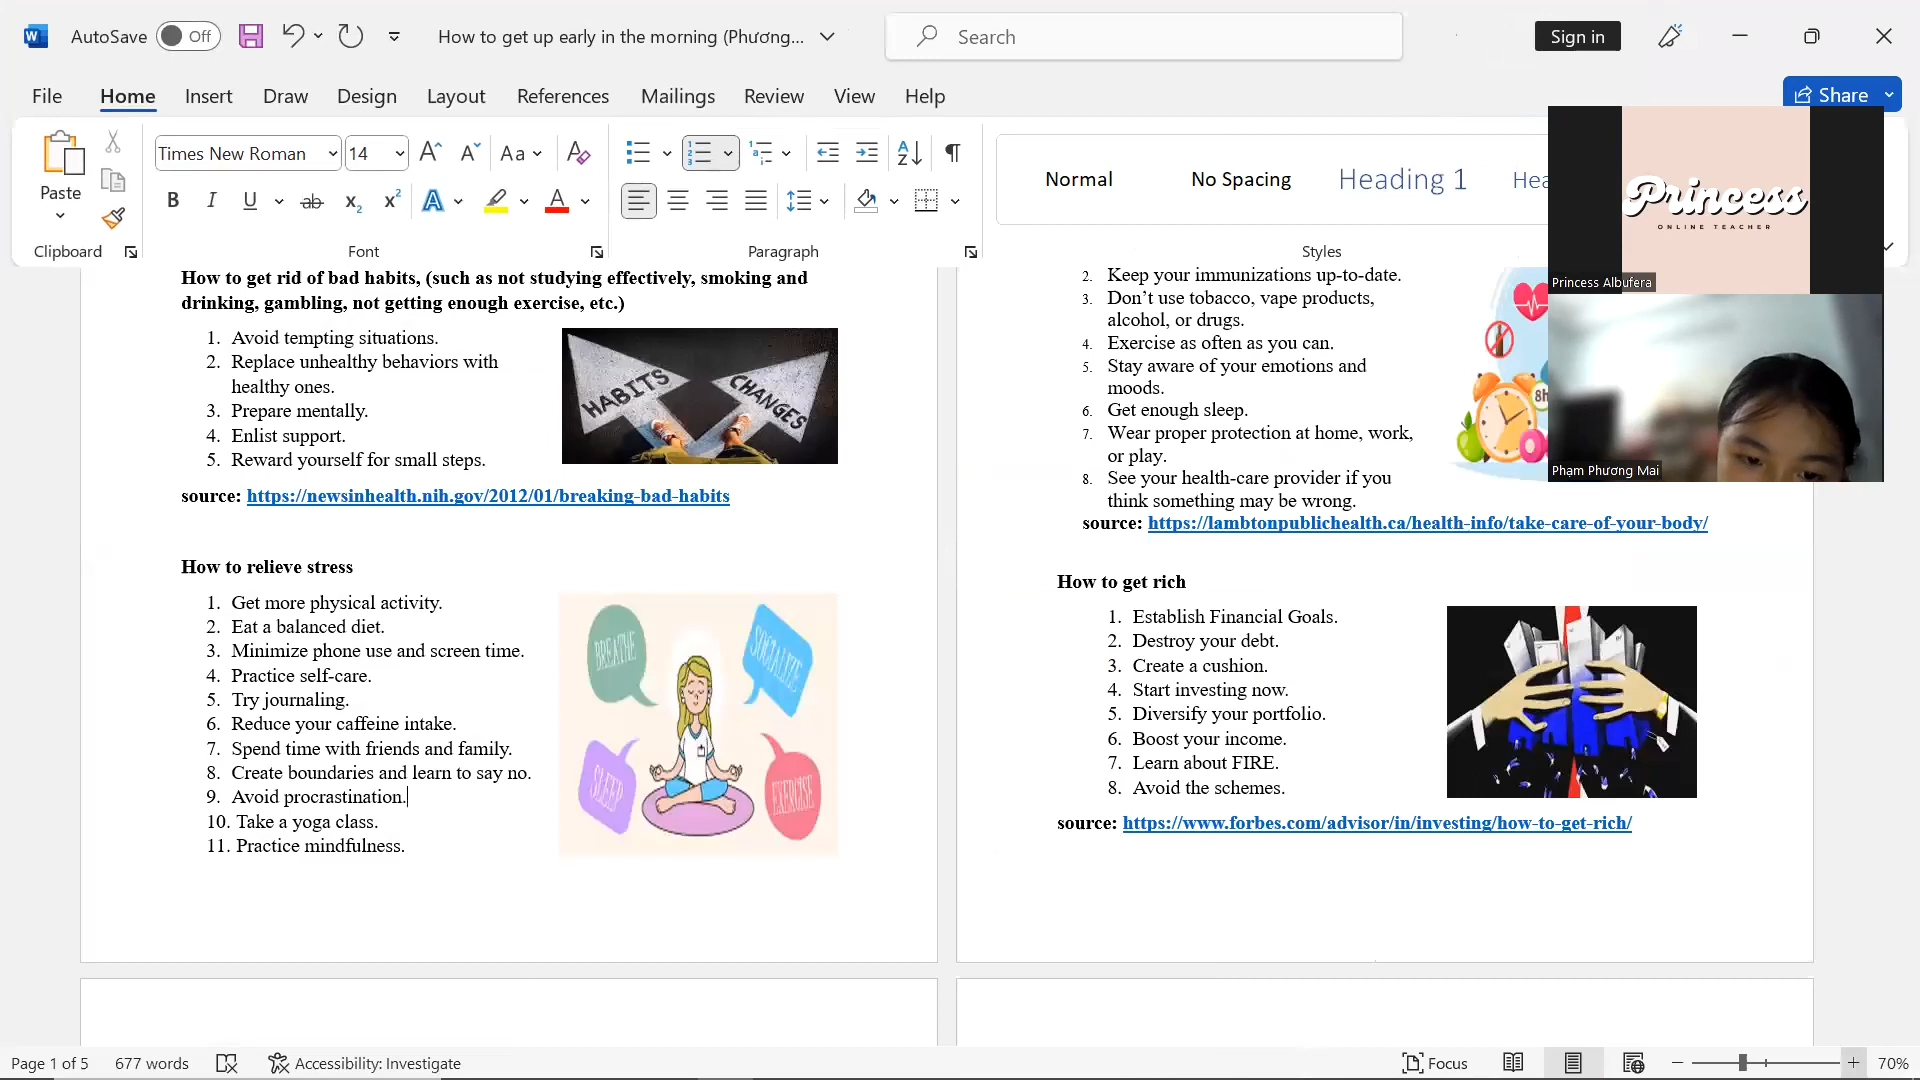 AutoSave Off
How to get up early in the morning (Phương...
Search
Sign in
File Home Insert Draw Design Layout References Mailings Review View Help
Share
Paste
Times New Roman 14
Normal
No Spacing
Heading 1
Hea
Clipboard
Font
Paragraph
Styles
Princess
ONLINE TEACHER
Princess Albufera
Phạm Phương Mai
How to get rid of bad habits, (such as not studying effectively, smoking and
drinking, gambling, not getting enough exercise, etc.)
1. Avoid tempting situations.
2. Replace unhealthy behaviors with
healthy ones.
3. Prepare mentally.
4. Enlist support.
5. Reward yourself for small steps.
HABITS
CHANGES
source: https://newsinhealth.nih.gov/2012/01/breaking-bad-habits
How to relieve stress
1. Get more physical activity.
2. Eat a balanced diet.
3. Minimize phone use and screen time.
4. Practice self-care.
5. Try journaling.
6. Reduce your caffeine intake.
7. Spend time with friends and family.
8. Create boundaries and learn to say no.
9. Avoid procrastination.
10. Take a yoga class.
11. Practice mindfulness.
BREATHE
SOCIALIZE
SLEEP
EXERCISE
2. Keep your immunizations up-to-date.
3. Don’t use tobacco, vape products,
alcohol, or drugs.
4. Exercise as often as you can.
5. Stay aware of your emotions and
moods.
6. Get enough sleep.
7. Wear proper protection at home, work,
or play.
8. See your health-care provider if you
think something may be wrong.
8h
source: https://lambtonpublichealth.ca/health-info/take-care-of-your-body/
How to get rich
1. Establish Financial Goals.
2. Destroy your debt.
3. Create a cushion.
4. Start investing now.
5. Diversify your portfolio.
6. Boost your income.
7. Learn about FIRE.
8. Avoid the schemes.
source: https://www.forbes.com/advisor/in/investing/how-to-get-rich/
Page 1 of 5
677 words
Accessibility: Investigate
Focus
70%